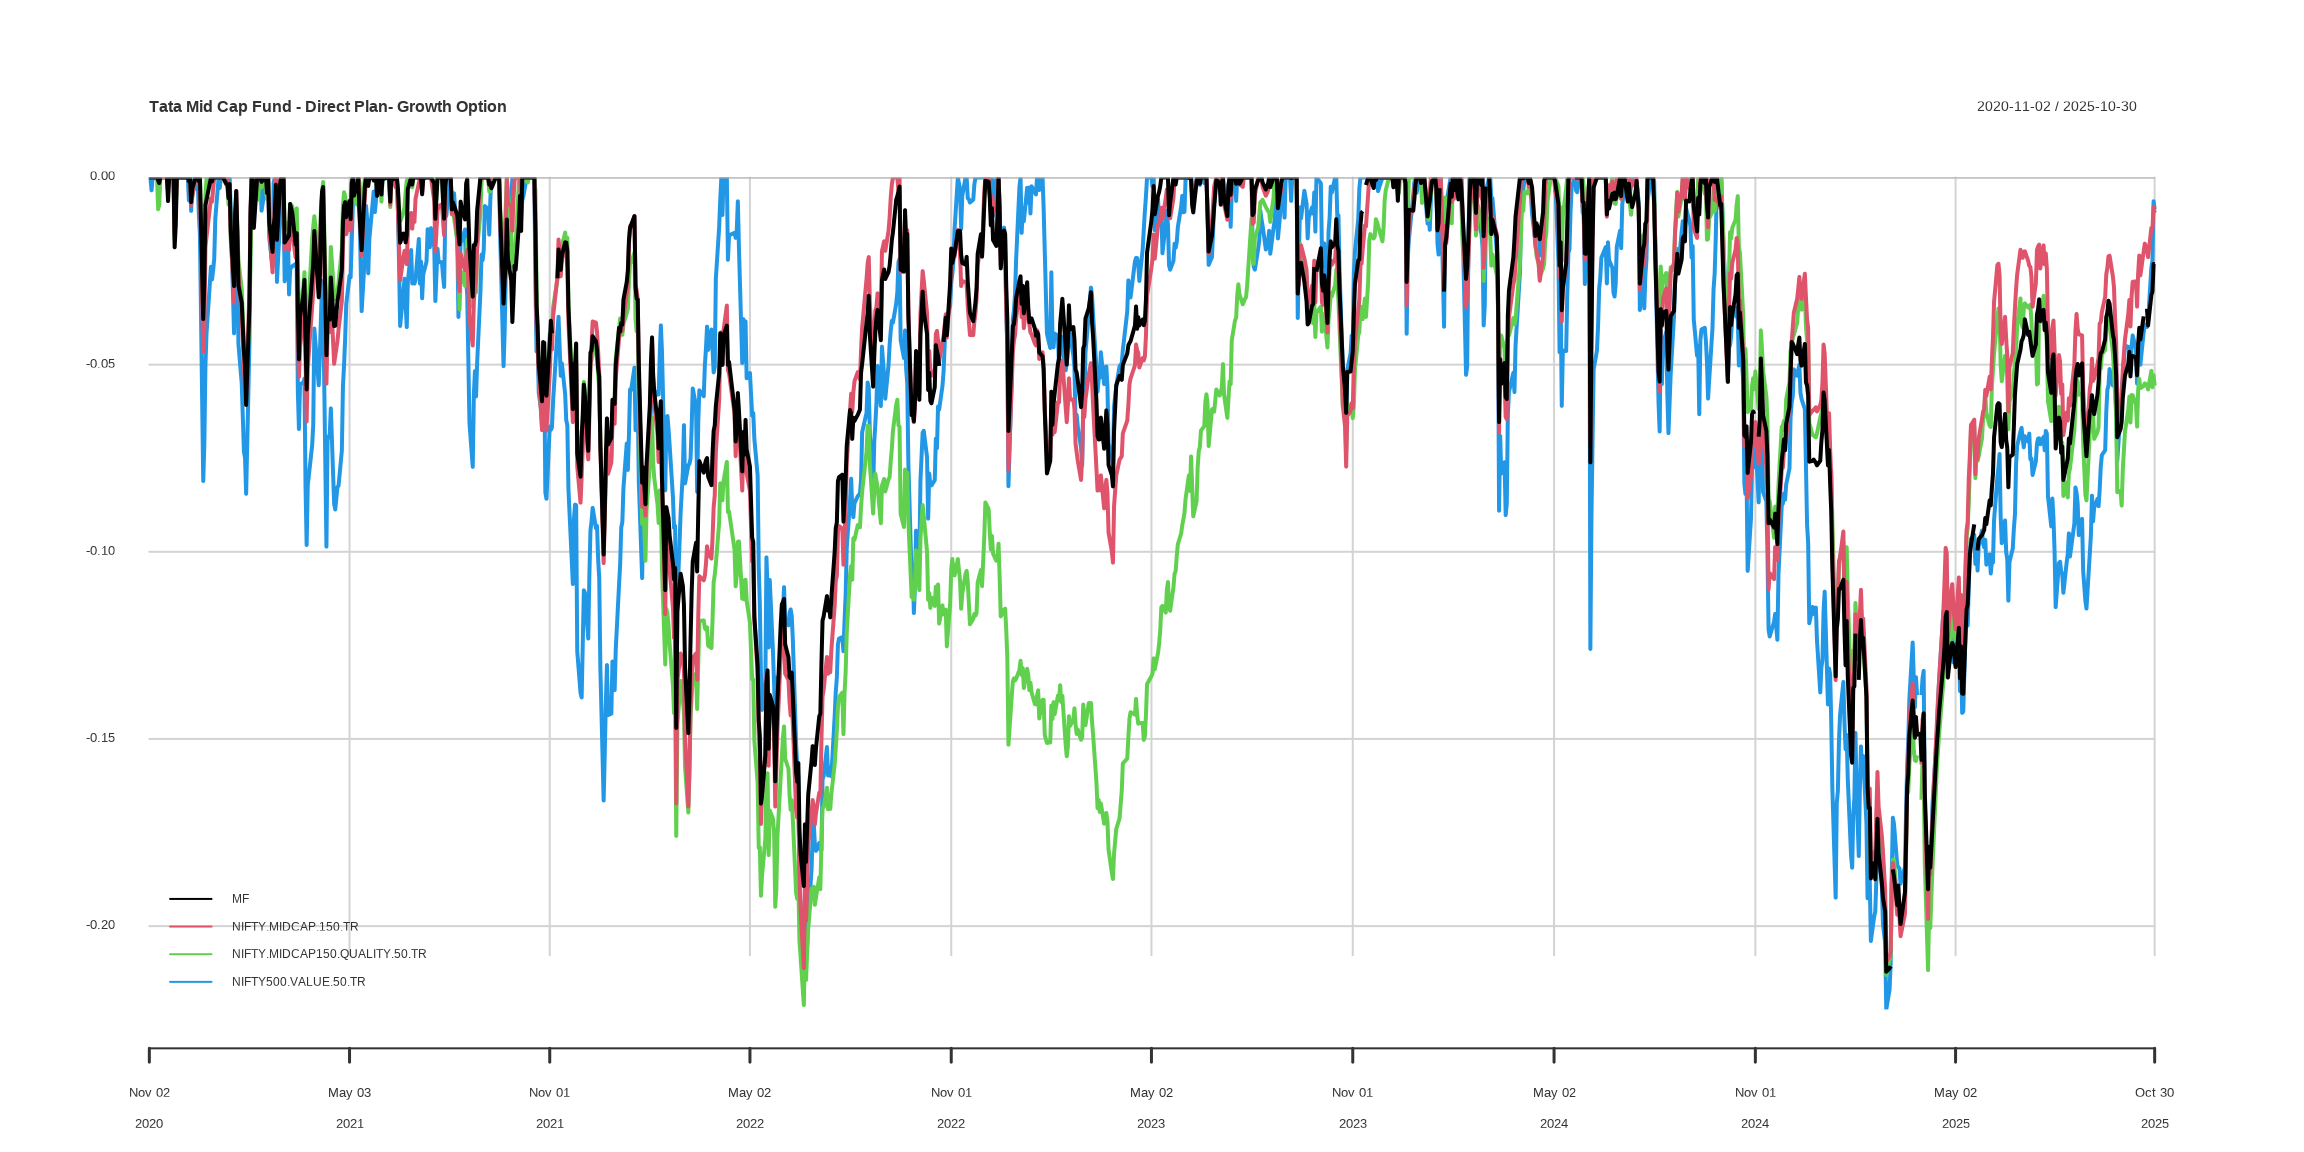 Tata Mid Cap Fund - Direct Plan- Growth Option
2020-11-02 / 2025-10-30
0.00
-0.05
-0.10
-0.15
-0.20
MF
NIFTY.MIDCAP.150.TR
NIFTY.MIDCAP150.QUALITY.50.TR
NIFTY500.VALUE.50.TR
Nov 02 May 03 Nov 01 May 02 Nov 01 May 02 Nov 01 May 02 Nov 01 May 02 Oct 30
2020 2021 2021 2022 2022 2023 2023 2024 2024 2025 2025